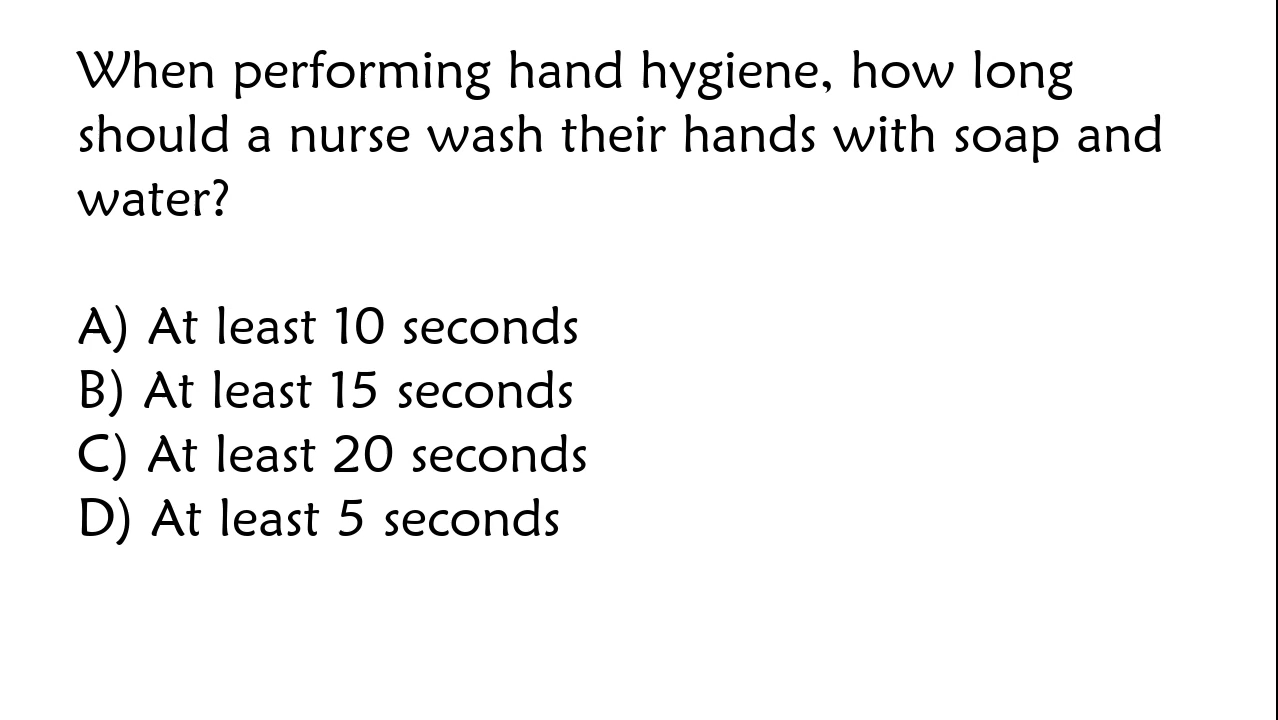 When performing hand hygiene, how long
should a nurse wash their hands with soap and
water?
A) At least 10 seconds
B) At least 15 seconds
C) At least 20 seconds
D) At least 5 seconds